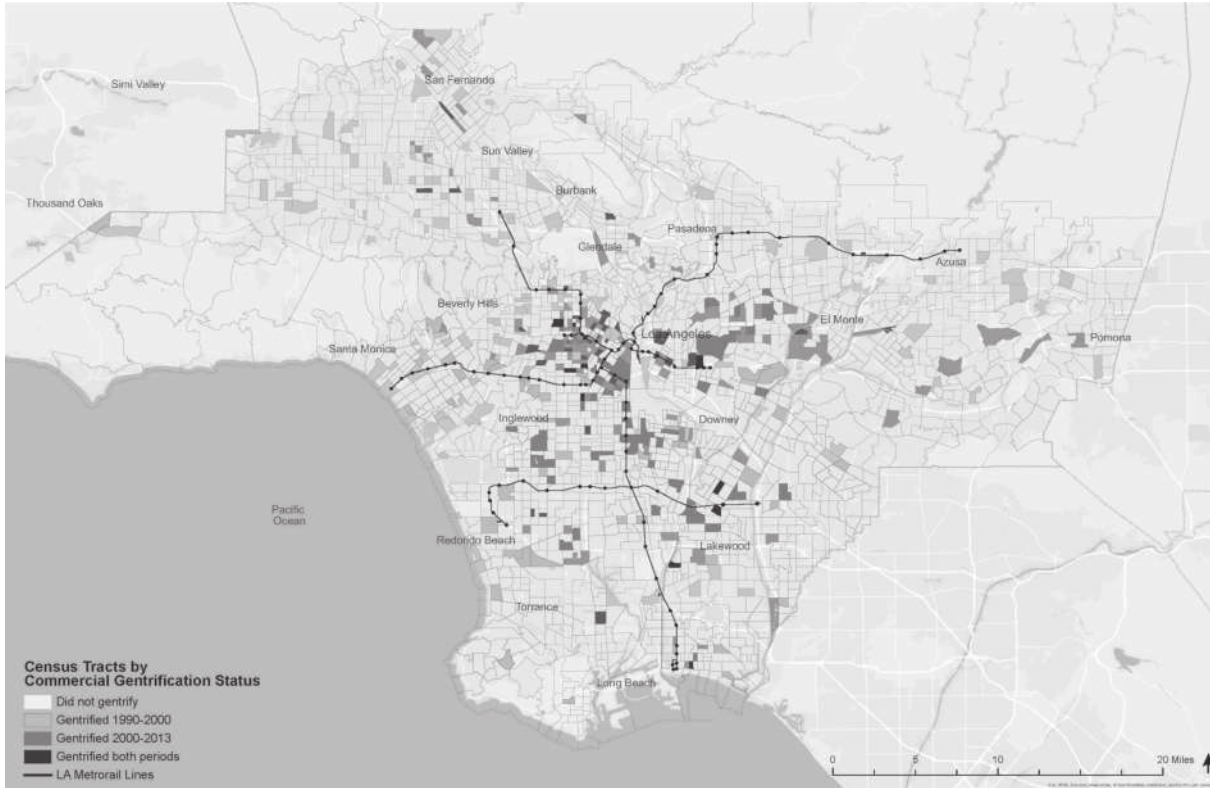 San Fernando
Simi Valley
Sun Valley
Burbank
Thousand Oaks
Pasadena
Glendale
Azusa
Beverly Hills
El Monte
Los Angeles
Pomona
Santa Monica
Inglewood
Downey
Pacific
Ocean
Redondo Beach
Lakewood
Torrance
Long Beach
Census Tracts by
Commercial Gentrification Status
Did not gentrify
Gentrified 1990-2000
Gentrified 2000-2013
Gentrified both periods
LA Metrorail Lines
0 5 10 20 Miles